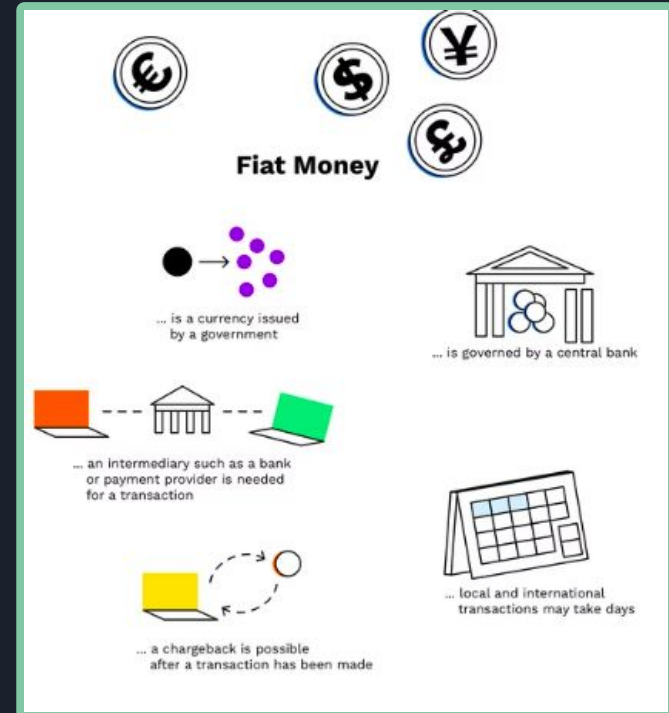 €
$
¥
£
Fiat Money
... is a currency issued
by a government
... is governed by a central bank
... an intermediary such as a bank
or payment provider is needed
for a transaction
... local and international
transactions may take days
... a chargeback is possible
after a transaction has been made